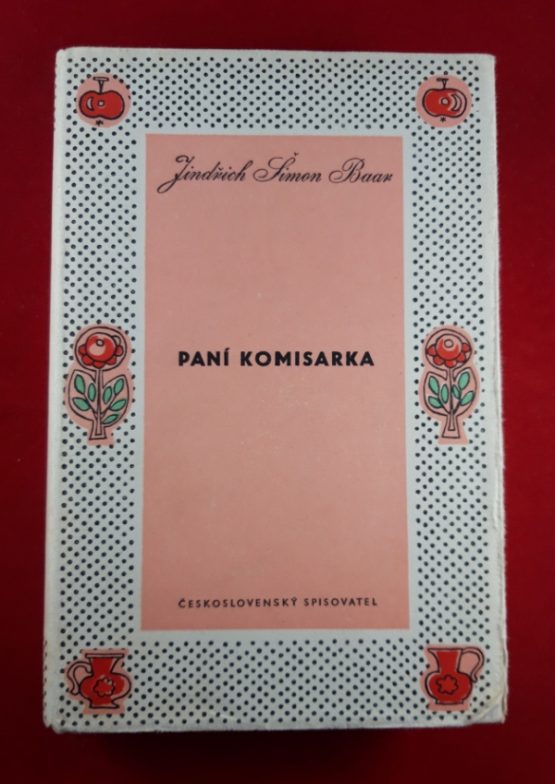 Jindřich Šimon Baar
PANÍ KOMISARKA
ČESKOSLOVENSKÝ SPISOVATEL